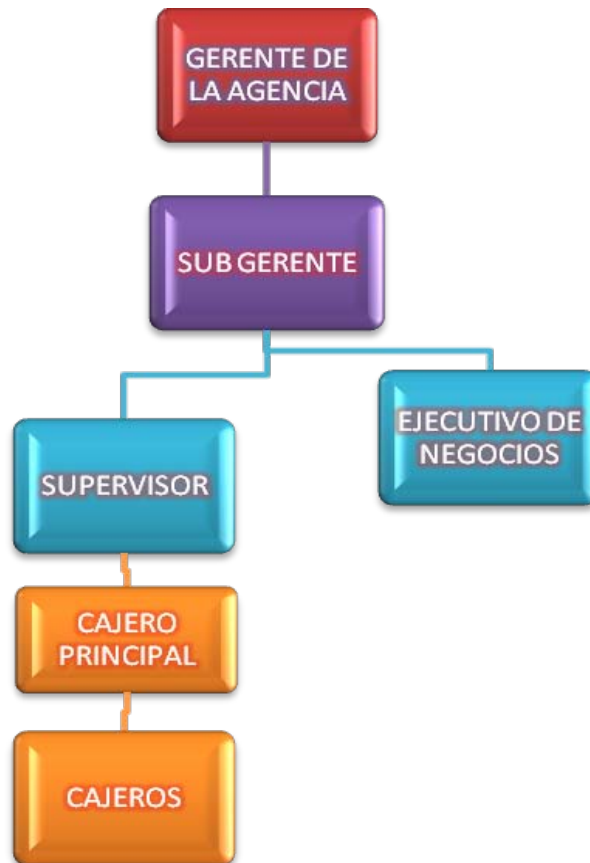 GERENTE DE
LA AGENCIA
SUB GERENTE
EJECUTIVO DE
NEGOCIOS
SUPERVISOR
CAJERO
PRINCIPAL
CAJEROS